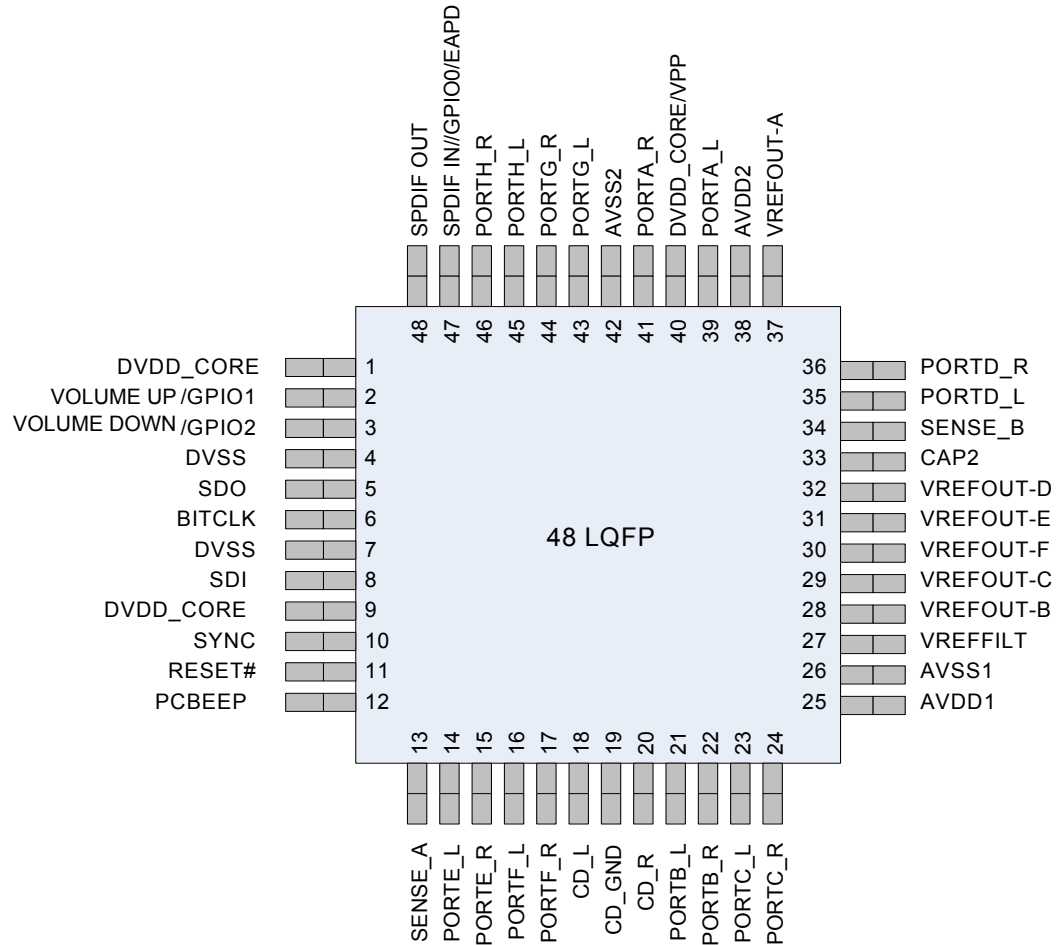 SPDIF OUT
SPDIF IN//GPIO0/EAPD
PORTH_R
PORTH_L
PORTG_R
PORTG_L
AVSS2
PORTA_R
DVDD_CORE/VPP
PORTA_L
AVDD2
VREFOUT-A
48
47
46
45
44
43
42
41
40
39
38
37
DVDD_CORE 1
VOLUME UP /GPIO1 2
VOLUME DOWN /GPIO2 3
DVSS 4
SDO 5
BITCLK 6
DVSS 7
SDI 8
DVDD_CORE 9
SYNC 10
RESET# 11
PCBEEP 12
48 LQFP
36 PORTD_R
35 PORTD_L
34 SENSE_B
33 CAP2
32 VREFOUT-D
31 VREFOUT-E
30 VREFOUT-F
29 VREFOUT-C
28 VREFOUT-B
27 VREFFILT
26 AVSS1
25 AVDD1
13
14
15
16
17
18
19
20
21
22
23
24
SENSE_A
PORTE_L
PORTE_R
PORTF_L
PORTF_R
CD_L
CD_GND
CD_R
PORTB_L
PORTB_R
PORTC_L
PORTC_R